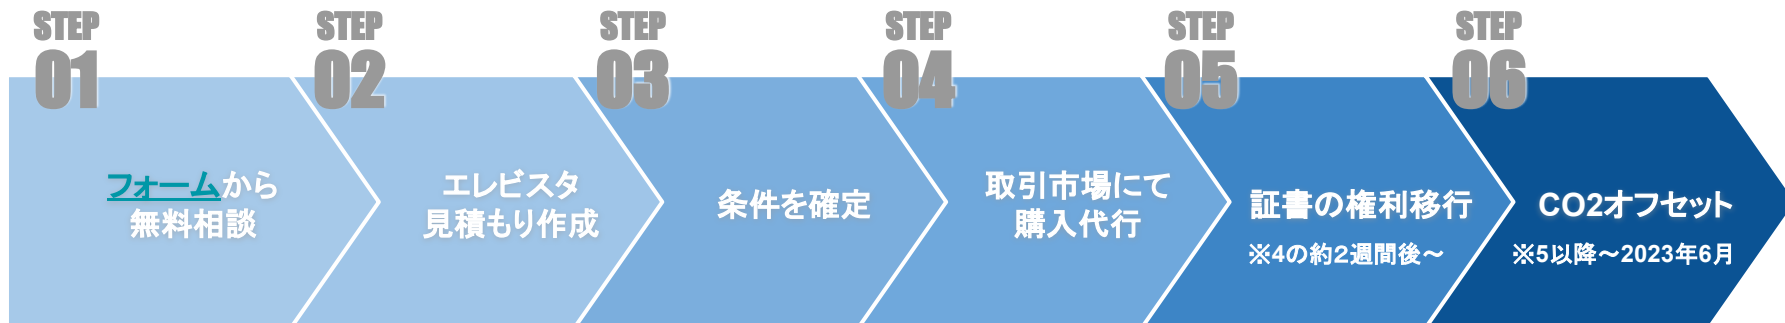 STEP
01
フォームから
無料相談
STEP
02
エレビスタ
見積もり作成
STEP
03
条件を確定
STEP
04
取引市場にて
購入代行
STEP
05
証書の権利移行
※4の約２週間後～
STEP
06
CO2オフセット
※5以降～2023年6月